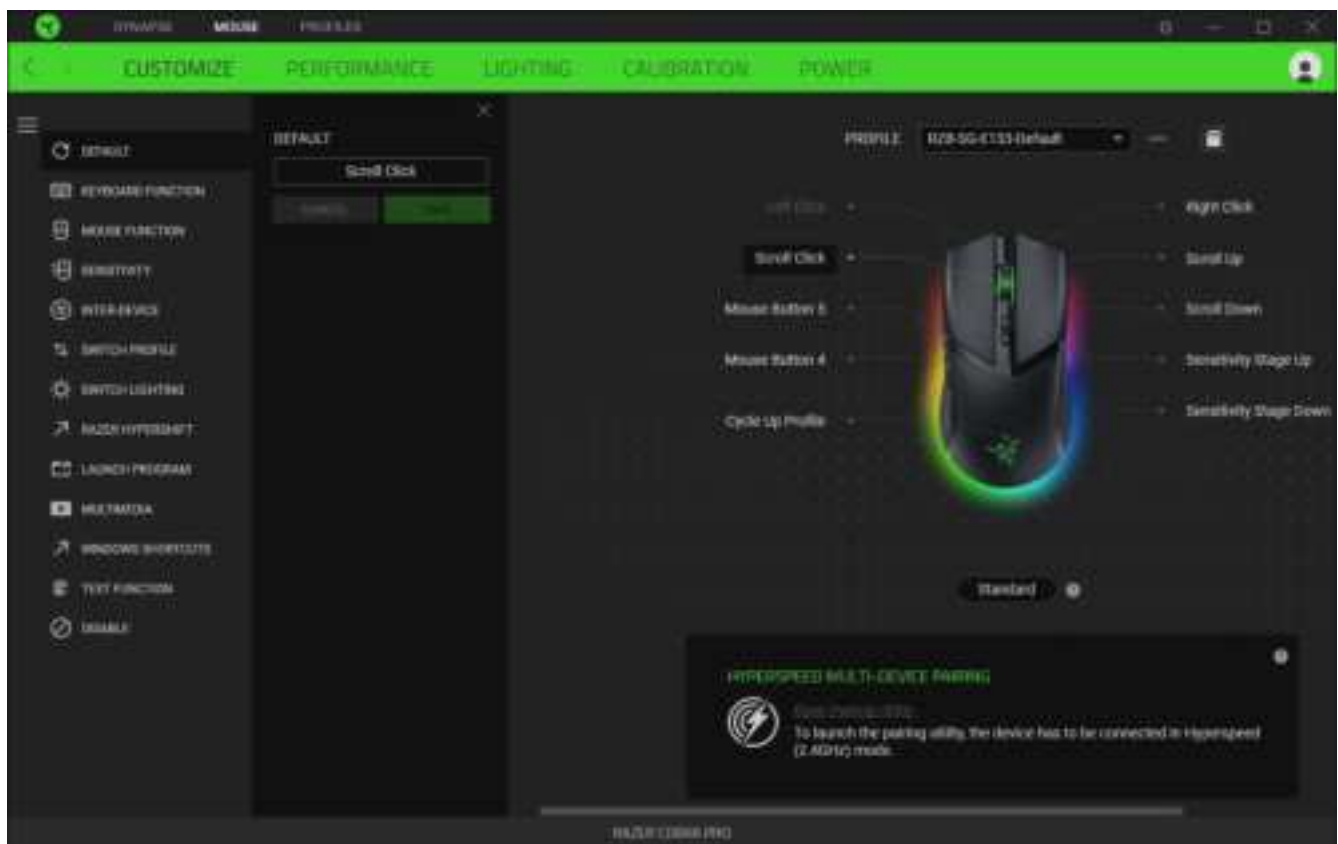 SYNAPSE MOUSE PROFILES
CUSTOMIZE PERFORMANCE LIGHTING CALIBRATION POWER
DEFAULT
KEYBOARD FUNCTION
MOUSE FUNCTION
SENSITIVITY
INTER-DEVICE
SWITCH PROFILE
SWITCH LIGHTING
RAZER HYPERSHIFT
LAUNCH PROGRAM
MULTIMEDIA
WINDOWS SHORTCUTS
TEXT FUNCTION
DISABLE
DEFAULT
Scroll Click
CANCEL SAVE
PROFILE
Left Click
Scroll Click
Mouse Button 5
Mouse Button 4
Cycle Up Profile
Right Click
Scroll Up
Scroll Down
Sensitivity Stage Up
Sensitivity Stage Down
Standard
HYPERSPEED MULTI-DEVICE PAIRING
To launch the pairing utility, the device has to be connected in Hyperspeed
(2.4GHz) mode.
RAZER COBRA PRO